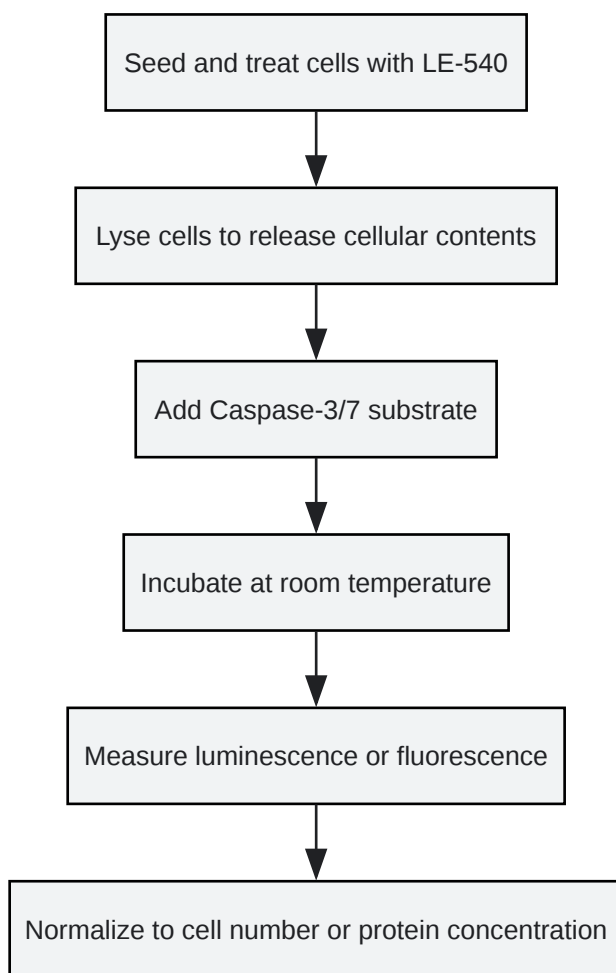 Seed and treat cells with LE-540
Lyse cells to release cellular contents
Add Caspase-3/7 substrate
Incubate at room temperature
Measure luminescence or fluorescence
Normalize to cell number or protein concentration